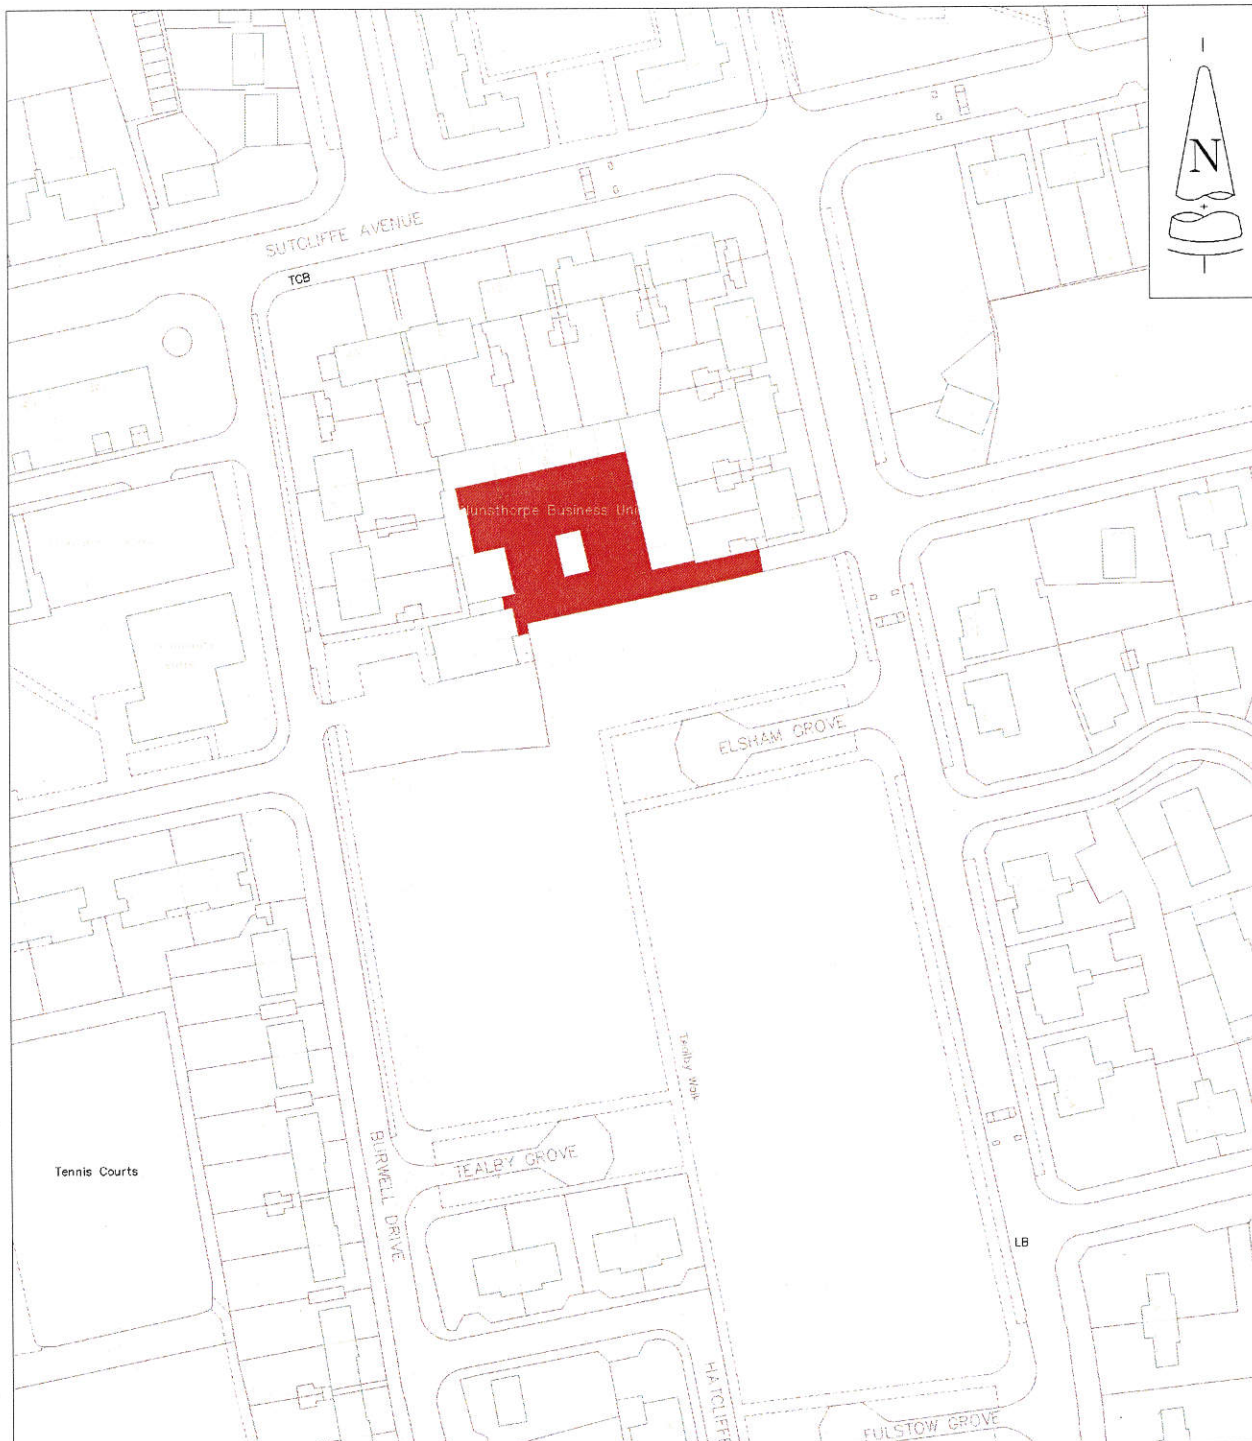 N
SUTCLIFFE AVENUE
TCB
unsthorpe Business Uni
ELSHAM GROVE
Tealby Walk
BURWELL DRIVE
TEALBY GROVE
Tennis Courts
LB
HATCLIFF
FULSTOW GROVE